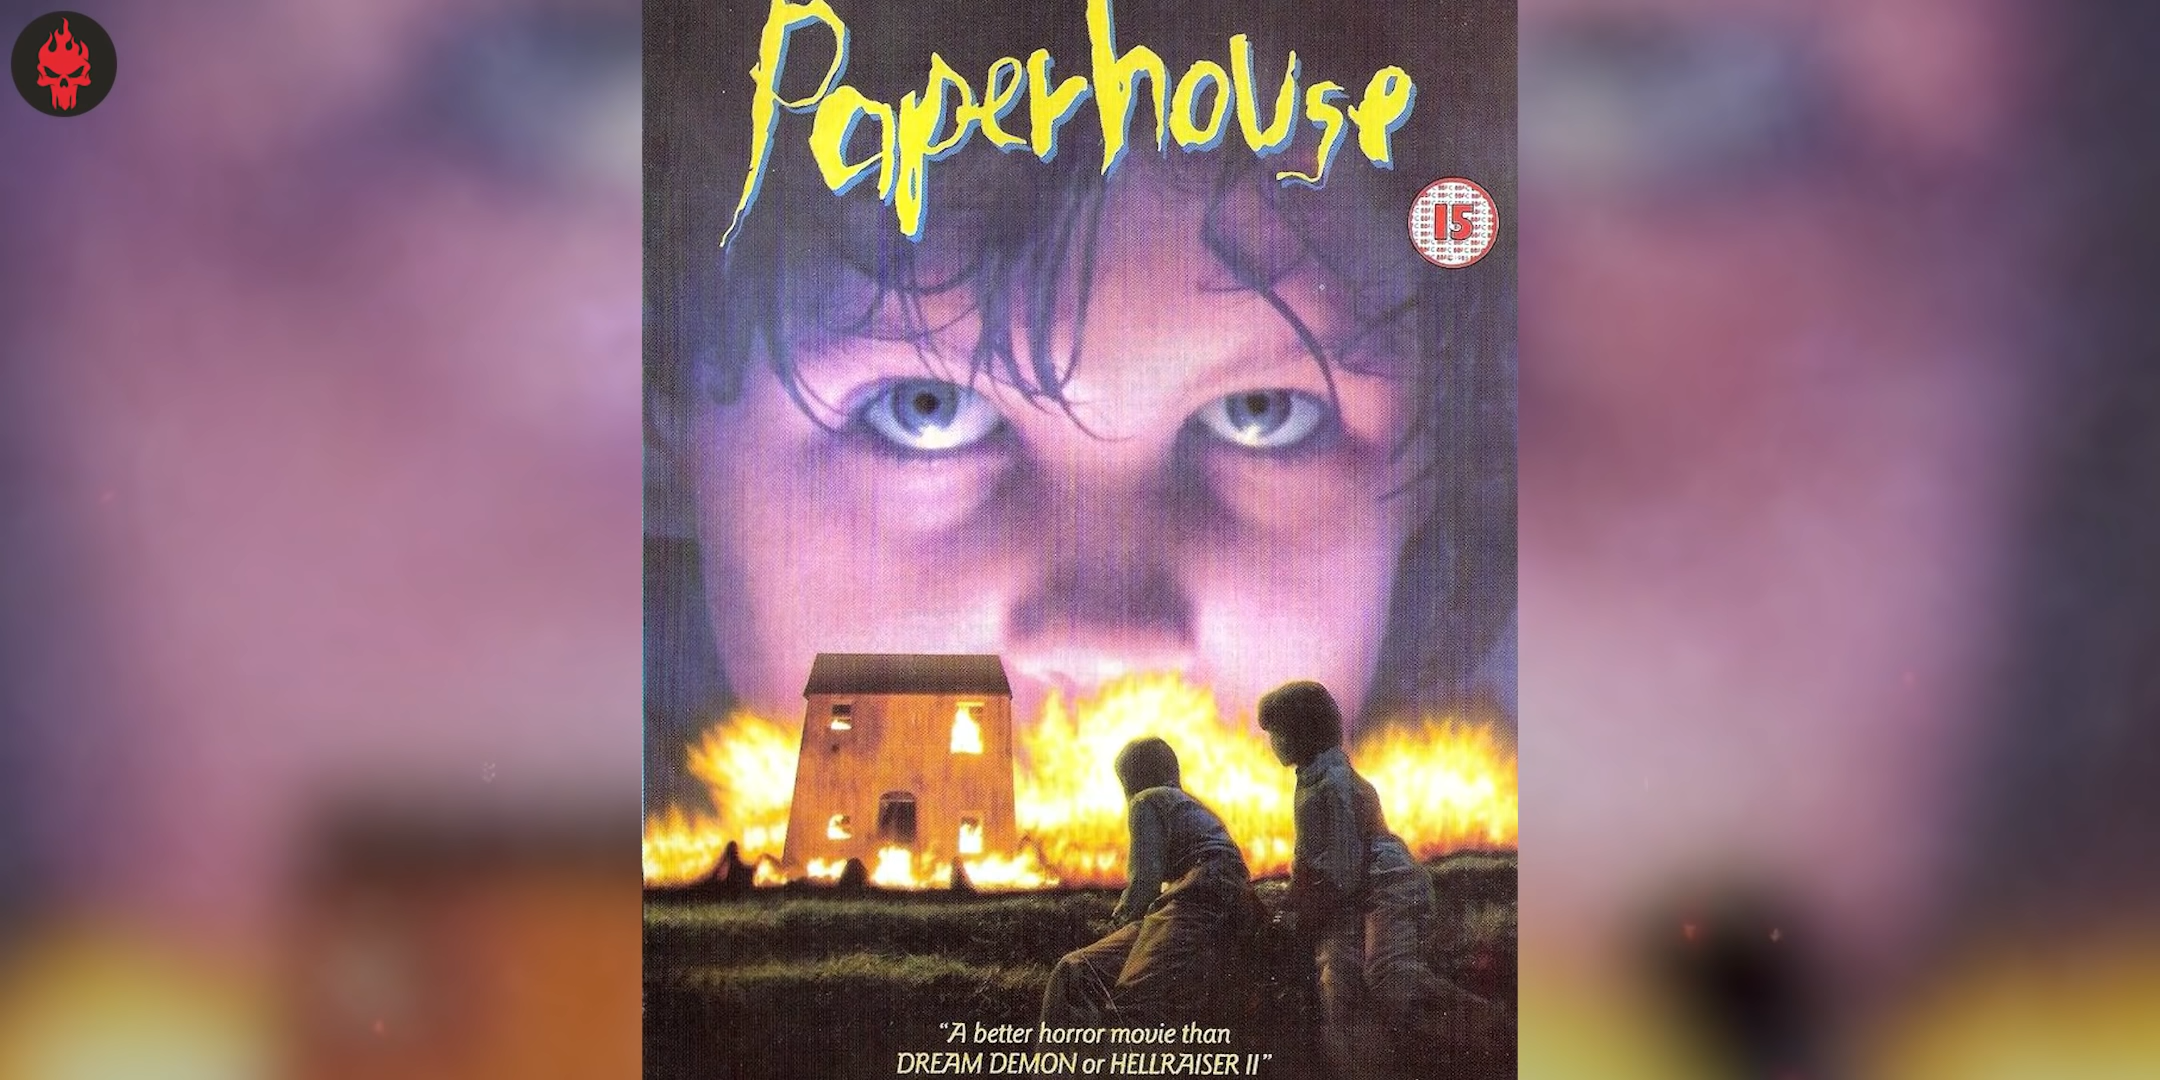 Paperhouse
15
“A better horror movie than
DREAM DEMON or HELLRAISER II”